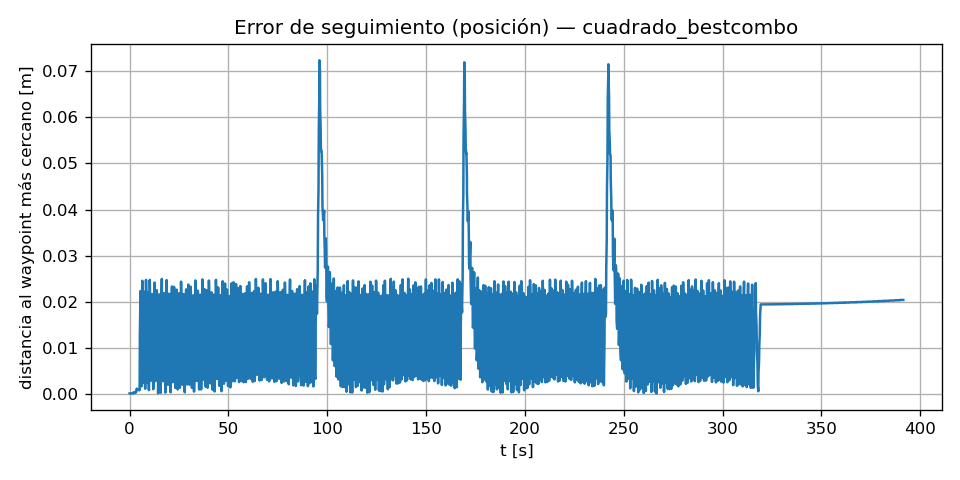 Error de seguimiento (posición) — cuadrado_bestcombo
distancia al waypoint más cercano [m]
0.07
0.06
0.05
0.04
0.03
0.02
0.01
0.00
0 50 100 150 200 250 300 350 400
t [s]